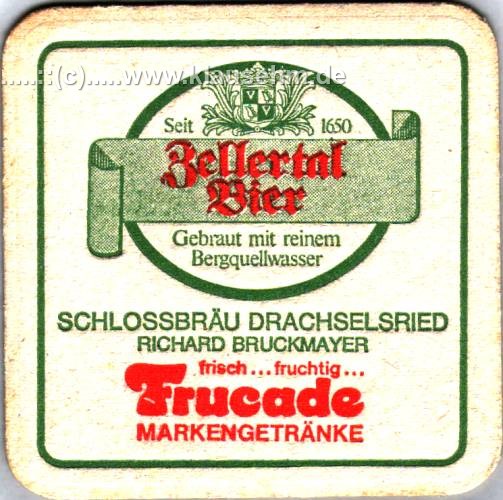 .....::(c).....www.klausehm.de
Seit 1650
Zellertal
Bier
Gebraut mit reinem
Bergquellwasser
SCHLOSSBRÄU DRACHSELSRIED
RICHARD BRUCKMAYER
frisch... fruchtig...
Frucade
MARKENGETRÄNKE